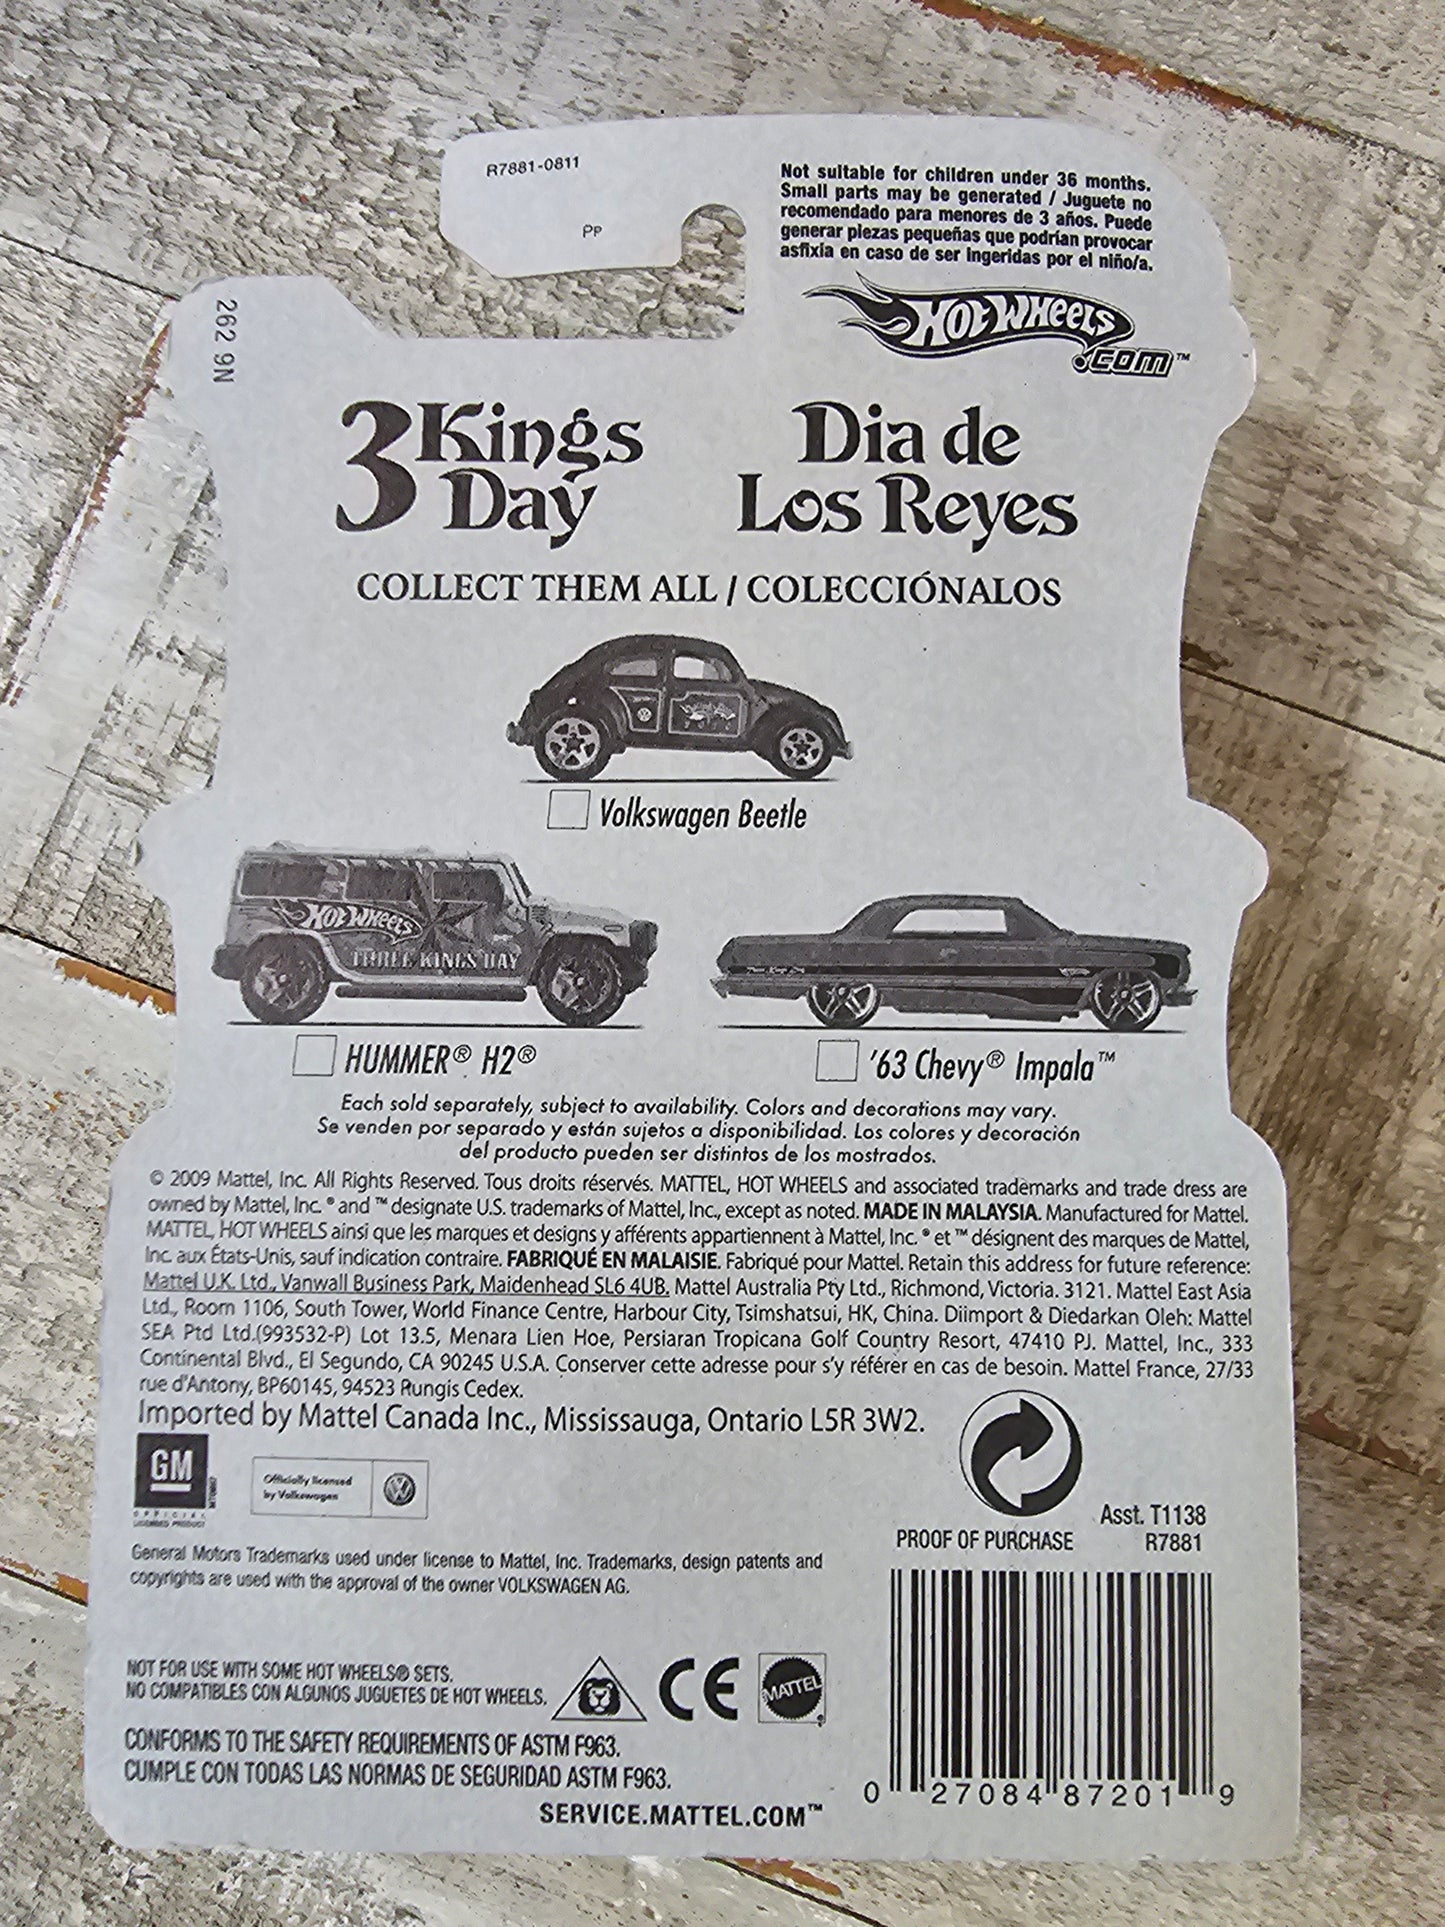 R7881-0811
PP
262 9N
Not suitable for children under 36 months.
Small parts may be generated / Juguete no
recomendado para menores de 3 años. Puede
generar piezas pequeñas que podrían provocar
asfixia en caso de ser ingeridas por el niño/a.
HOT WHEELS
.COM™
3 Kings
Day
Dia de
Los Reyes
COLLECT THEM ALL / COLECCIÓNALOS
Volkswagen Beetle
HOT WHEELS
THREE KINGS DAY
HUMMER® H2®
'63 Chevy® Impala™
Each sold separately, subject to availability. Colors and decorations may vary.
Se venden por separado y están sujetos a disponibilidad. Los colores y decoración
del producto pueden ser distintos de los mostrados.
© 2009 Mattel, Inc. All Rights Reserved. Tous droits réservés. MATTEL, HOT WHEELS and associated trademarks and trade dress are
owned by Mattel, Inc. ® and ™ designate U.S. trademarks of Mattel, Inc., except as noted. MADE IN MALAYSIA. Manufactured for Mattel.
MATTEL, HOT WHEELS ainsi que les marques et designs y afférents appartiennent à Mattel, Inc. ® et ™ désignent des marques de Mattel,
Inc. aux États-Unis, sauf indication contraire. FABRIQUÉ EN MALAISIE. Fabriqué pour Mattel. Retain this address for future reference:
Mattel U.K. Ltd., Vanwall Business Park, Maidenhead SL6 4UB. Mattel Australia Pty Ltd., Richmond, Victoria. 3121. Mattel East Asia
Ltd., Room 1106, South Tower, World Finance Centre, Harbour City, Tsimshatsui, HK, China. Diimport & Diedarkan Oleh: Mattel
SEA Ptd Ltd.(993532-P) Lot 13.5, Menara Lien Hoe, Persiaran Tropicana Golf Country Resort, 47410 PJ. Mattel, Inc., 333
Continental Blvd., El Segundo, CA 90245 U.S.A. Conserver cette adresse pour s'y référer en cas de besoin. Mattel France, 27/33
rue d'Antony, BP60145, 94523 Rungis Cedex.
Imported by Mattel Canada Inc., Mississauga, Ontario L5R 3W2.
GM
OFFICIAL
LICENSED PRODUCT
Officially licensed
by Volkswagen
PROOF OF PURCHASE
Asst. T1138
R7881
General Motors Trademarks used under license to Mattel, Inc. Trademarks, design patents and
copyrights are used with the approval of the owner VOLKSWAGEN AG.
NOT FOR USE WITH SOME HOT WHEELS® SETS.
NO COMPATIBLES CON ALGUNOS JUGUETES DE HOT WHEELS.
CE
MATTEL
CONFORMS TO THE SAFETY REQUIREMENTS OF ASTM F963.
CUMPLE CON TODAS LAS NORMAS DE SEGURIDAD ASTM F963.
SERVICE.MATTEL.COM™
0 27084 87201 9